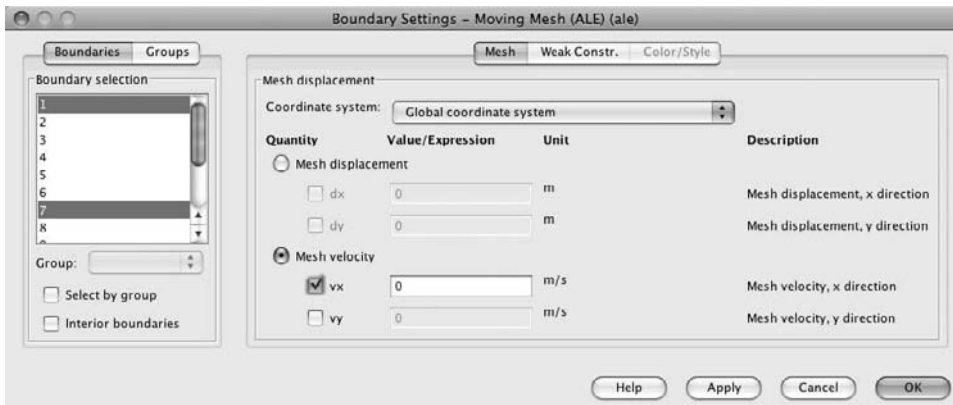 Boundary Settings – Moving Mesh (ALE) (ale)
Boundaries Groups
Boundary selection
1
2
3
4
5
6
7
8
Group:
Select by group
Interior boundaries
Mesh Weak Constr. Color/Style
Mesh displacement
Coordinate system: Global coordinate system
Quantity Value/Expression Unit Description
Mesh displacement
dx 0 m Mesh displacement, x direction
dy 0 m Mesh displacement, y direction
Mesh velocity
vx 0 m/s Mesh velocity, x direction
vy 0 m/s Mesh velocity, y direction
Help Apply Cancel OK